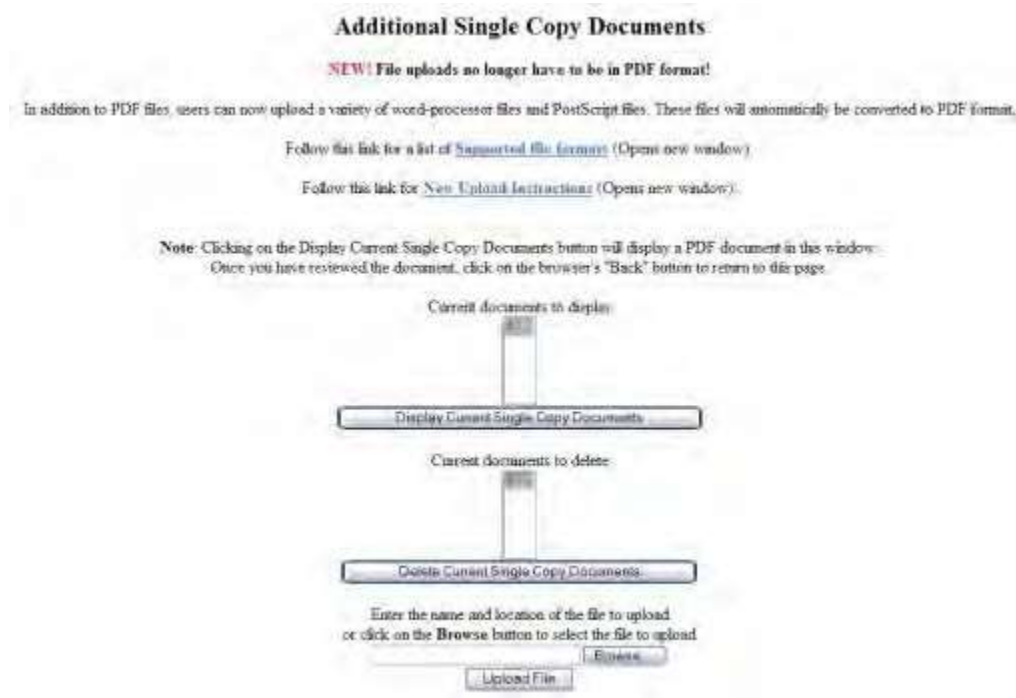 Additional Single Copy Documents
NEW! File uploads no longer have to be in PDF format!
In addition to PDF files, users can now upload a variety of word-processor files and PostScript files. These files will automatically be converted to PDF format.
Follow this link for a list of Supported file formats (Opens new window)
Follow this link for New Upload Instructions (Opens new window).
Note: Clicking on the Display Current Single Copy Documents button will display a PDF document in this window
Once you have reviewed the document, click on the browser's "Back" button to return to this page
Current documents to display
Display Current Single Copy Documents
Current documents to delete
Delete Current Single Copy Documents
Enter the name and location of the file to upload
or click on the Browse button to select the file to upload
Browse...
Upload File